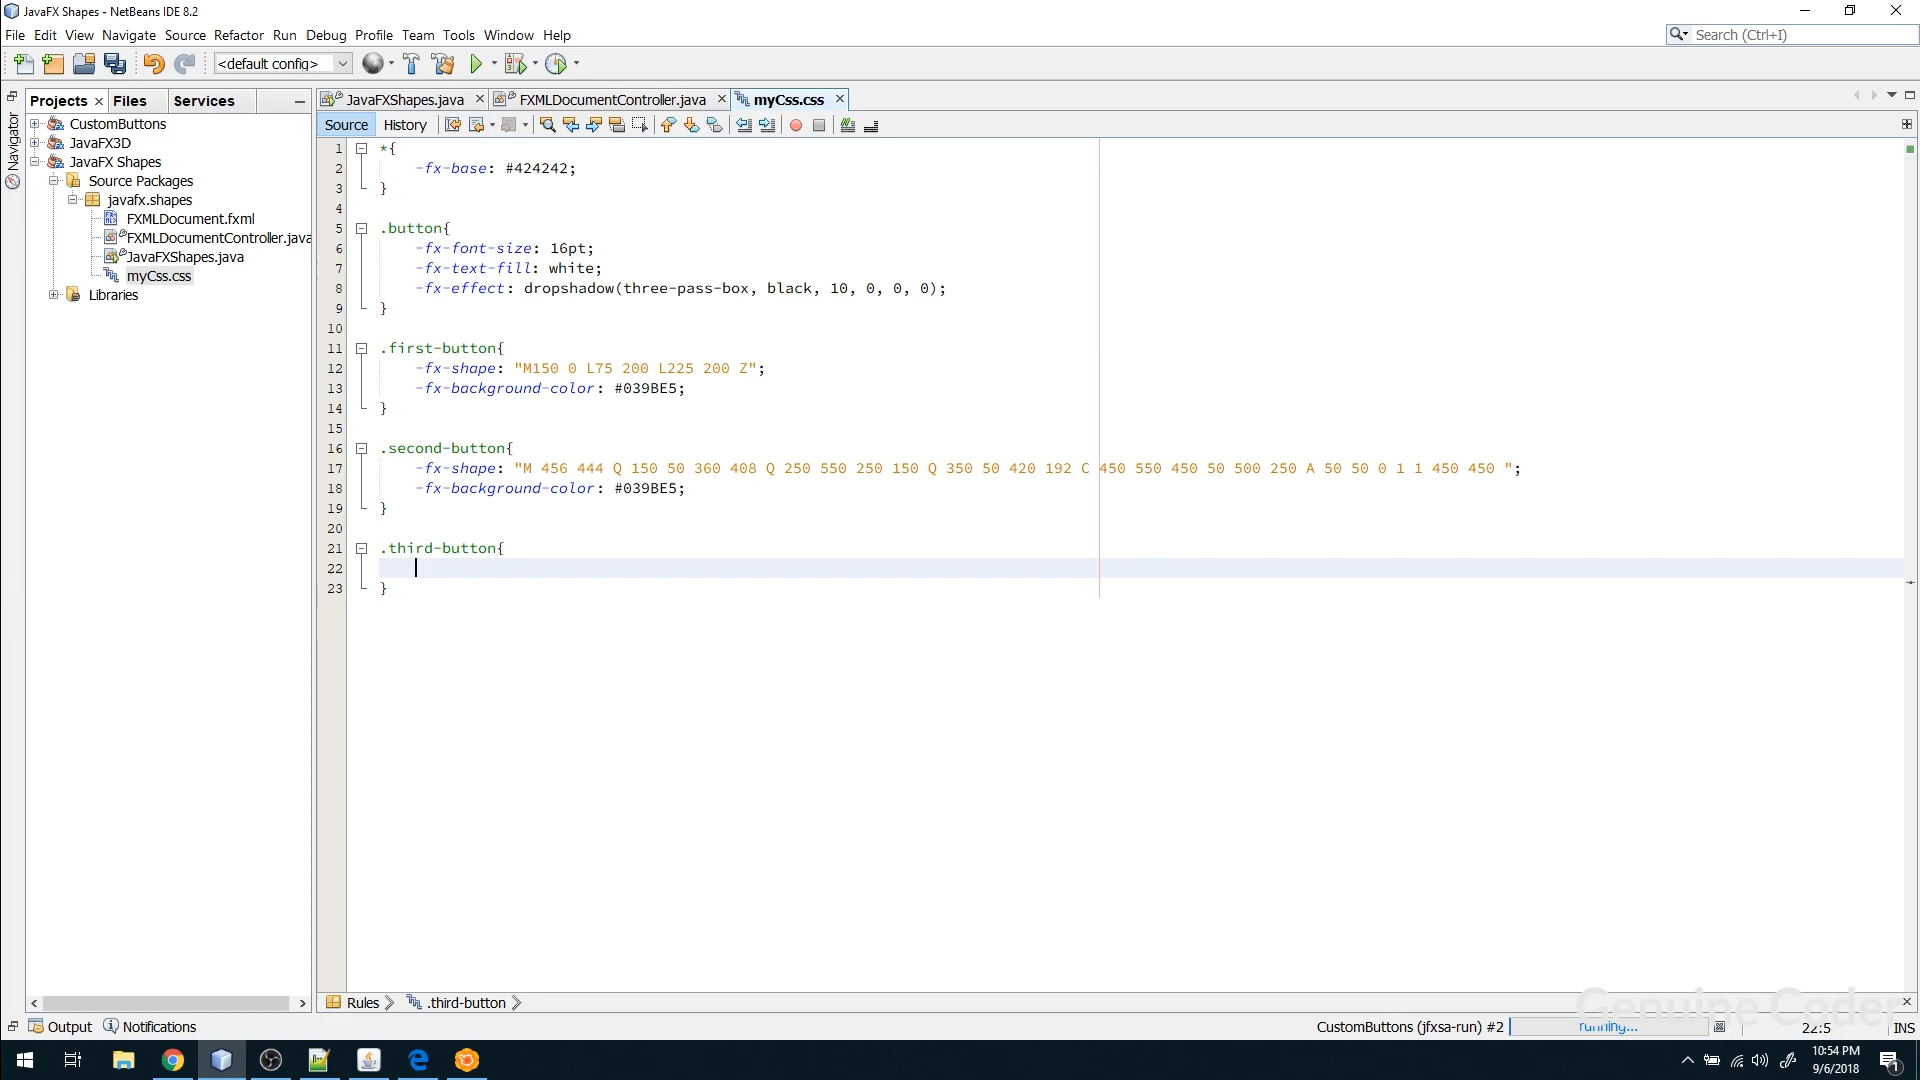 JavaFX Shapes - NetBeans IDE 8.2
File Edit View Navigate Source Refactor Run Debug Profile Team Tools Window Help
Search (Ctrl+I)
<default config>
Projects Files Services
JavaFXShapes.java FXMLDocumentController.java myCss.css
Source History
Navigator
CustomButtons
JavaFX3D
JavaFX Shapes
Source Packages
javafx.shapes
FXMLDocument.fxml
FXMLDocumentController.java
JavaFXShapes.java
myCss.css
Libraries
1 *{
2 -fx-base: #424242;
3 }
4
5 .button{
6 -fx-font-size: 16pt;
7 -fx-text-fill: white;
8 -fx-effect: dropshadow(three-pass-box, black, 10, 0, 0, 0);
9 }
10
11 .first-button{
12 -fx-shape: "M150 0 L75 200 L225 200 Z";
13 -fx-background-color: #039BE5;
14 }
15
16 .second-button{
17 -fx-shape: "M 456 444 Q 150 50 360 408 Q 250 550 250 150 Q 350 50 420 192 C 450 550 450 50 500 250 A 50 50 0 1 1 450 450 ";
18 -fx-background-color: #039BE5;
19 }
20
21 .third-button{
22
23 }
Rules .third-button
Genuine Coder
Output Notifications
CustomButtons (jfxsa-run) #2 running...
22:5 INS
10:54 PM
9/6/2018
1